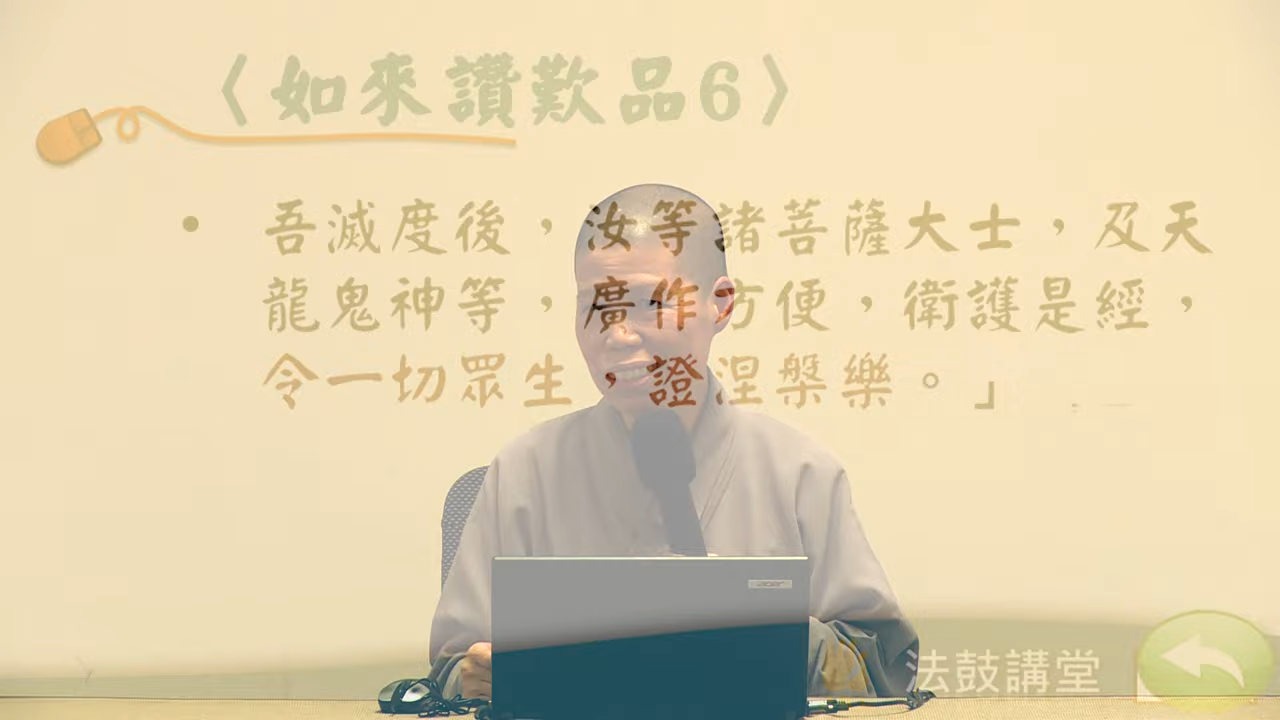 〈如來讚歎品6〉
• 吾滅度後，汝等諸菩薩大士，及天
龍鬼神等，廣作方便，衛護是經，
令一切眾生，證涅槃樂。」
acer
法鼓講堂